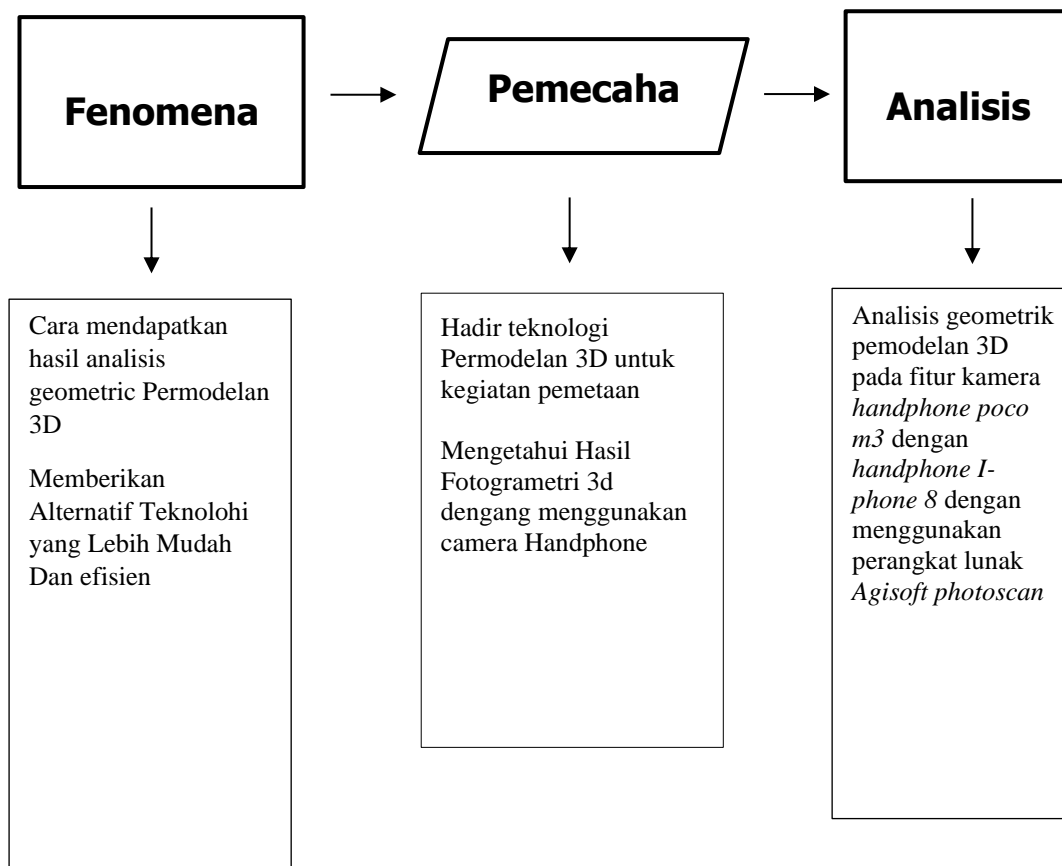 Fenomena
Pemecaha
Analisis
Cara mendapatkan
hasil analisis
geometric Permodelan
3D
Memberikan
Alternatif Teknolohi
yang Lebih Mudah
Dan efisien
Hadir teknologi
Permodelan 3D untuk
kegiatan pemetaan
Mengetahui Hasil
Fotogrametri 3d
dengang menggunakan
camera Handphone
Analisis geometrik
pemodelan 3D
pada fitur kamera
handphone poco
m3 dengan
handphone I-
phone 8 dengan
menggunakan
perangkat lunak
Agisoft photoscan